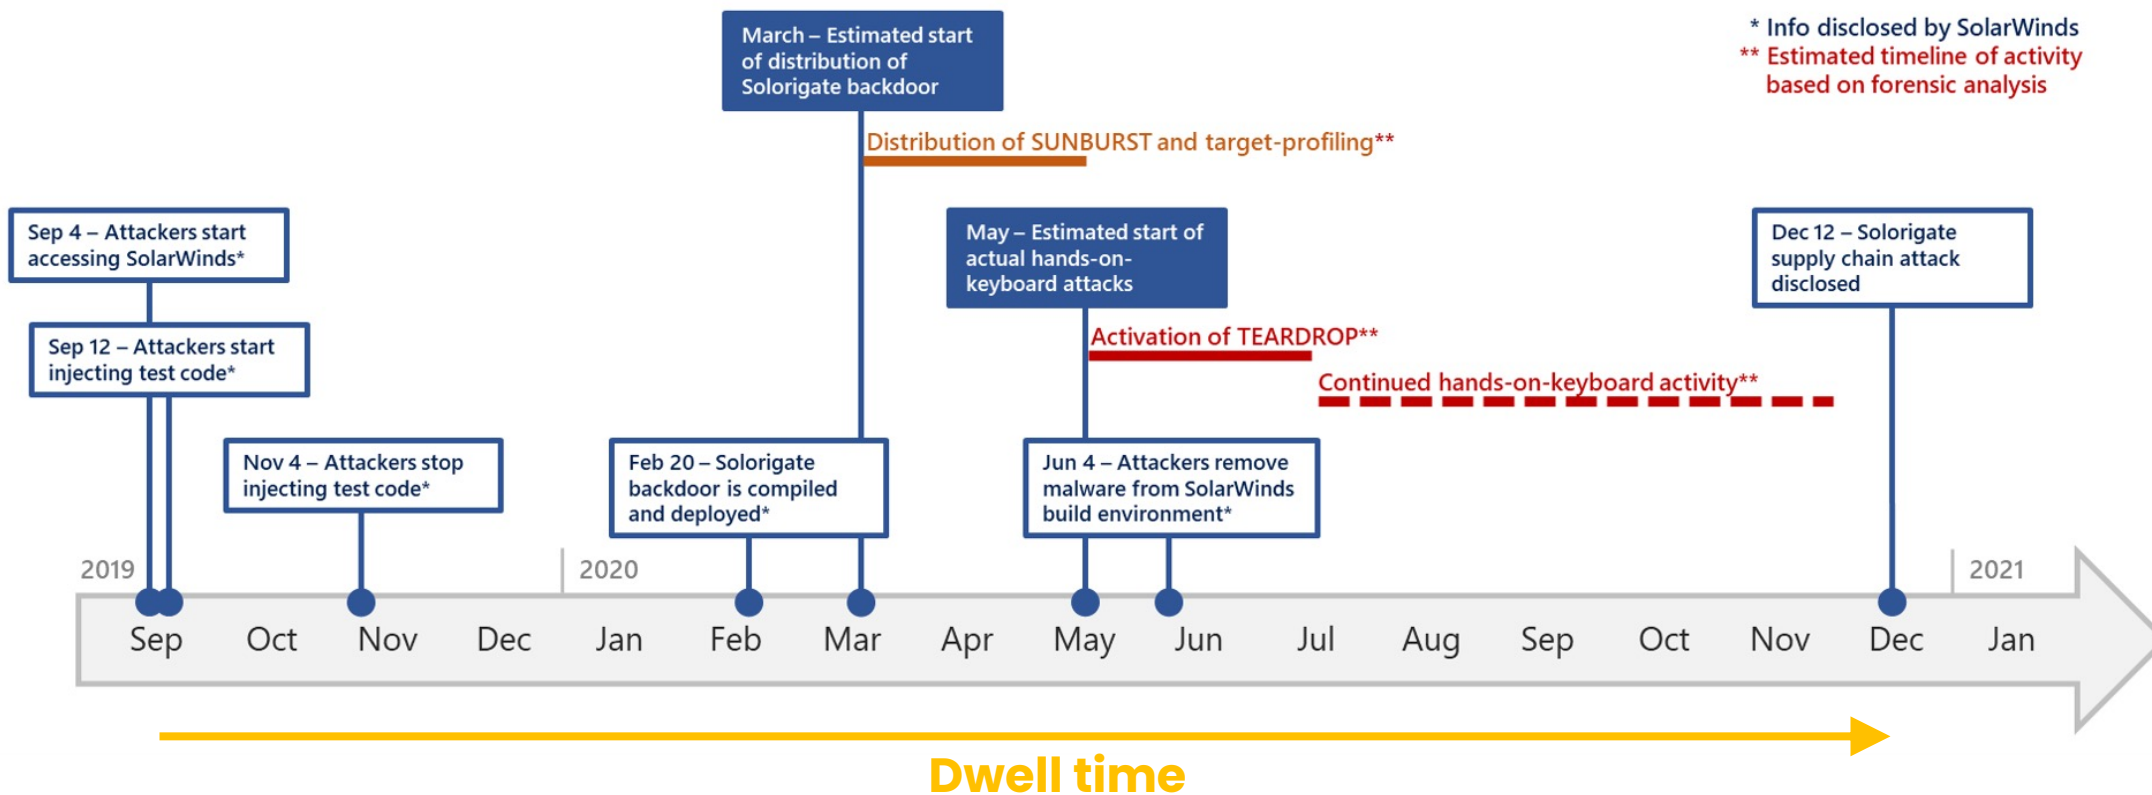 * Info disclosed by SolarWinds
** Estimated timeline of activity
based on forensic analysis
March – Estimated start
of distribution of
Solorigate backdoor
Distribution of SUNBURST and target-profiling**
Sep 4 – Attackers start
accessing SolarWinds*
May – Estimated start of
actual hands-on-
keyboard attacks
Dec 12 – Solorigate
supply chain attack
disclosed
Sep 12 – Attackers start
injecting test code*
Activation of TEARDROP**
Continued hands-on-keyboard activity**
Nov 4 – Attackers stop
injecting test code*
Feb 20 – Solorigate
backdoor is compiled
and deployed*
Jun 4 – Attackers remove
malware from SolarWinds
build environment*
2019 2020 2021
Sep Oct Nov Dec Jan Feb Mar Apr May Jun Jul Aug Sep Oct Nov Dec Jan
Dwell time